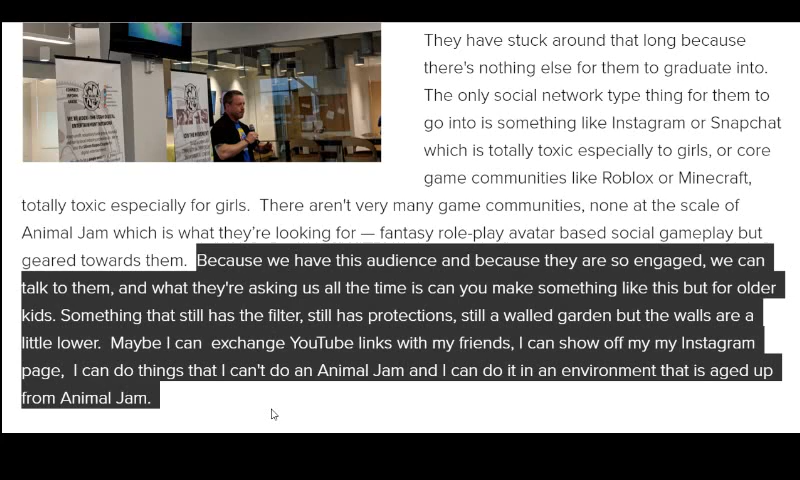 They have stuck around that long because
there's nothing else for them to graduate into.
The only social network type thing for them to
go into is something like Instagram or Snapchat
which is totally toxic especially to girls, or core
game communities like Roblox or Minecraft,
totally toxic especially for girls.  There aren't very many game communities, none at the scale of
Animal Jam which is what they're looking for — fantasy role-play avatar based social gameplay but
geared towards them.  Because we have this audience and because they are so engaged, we can
talk to them, and what they're asking us all the time is can you make something like this but for older
kids. Something that still has the filter, still has protections, still a walled garden but the walls are a
little lower.  Maybe I can  exchange YouTube links with my friends, I can show off my my Instagram
page,  I can do things that I can't do an Animal Jam and I can do it in an environment that is aged up
from Animal Jam.